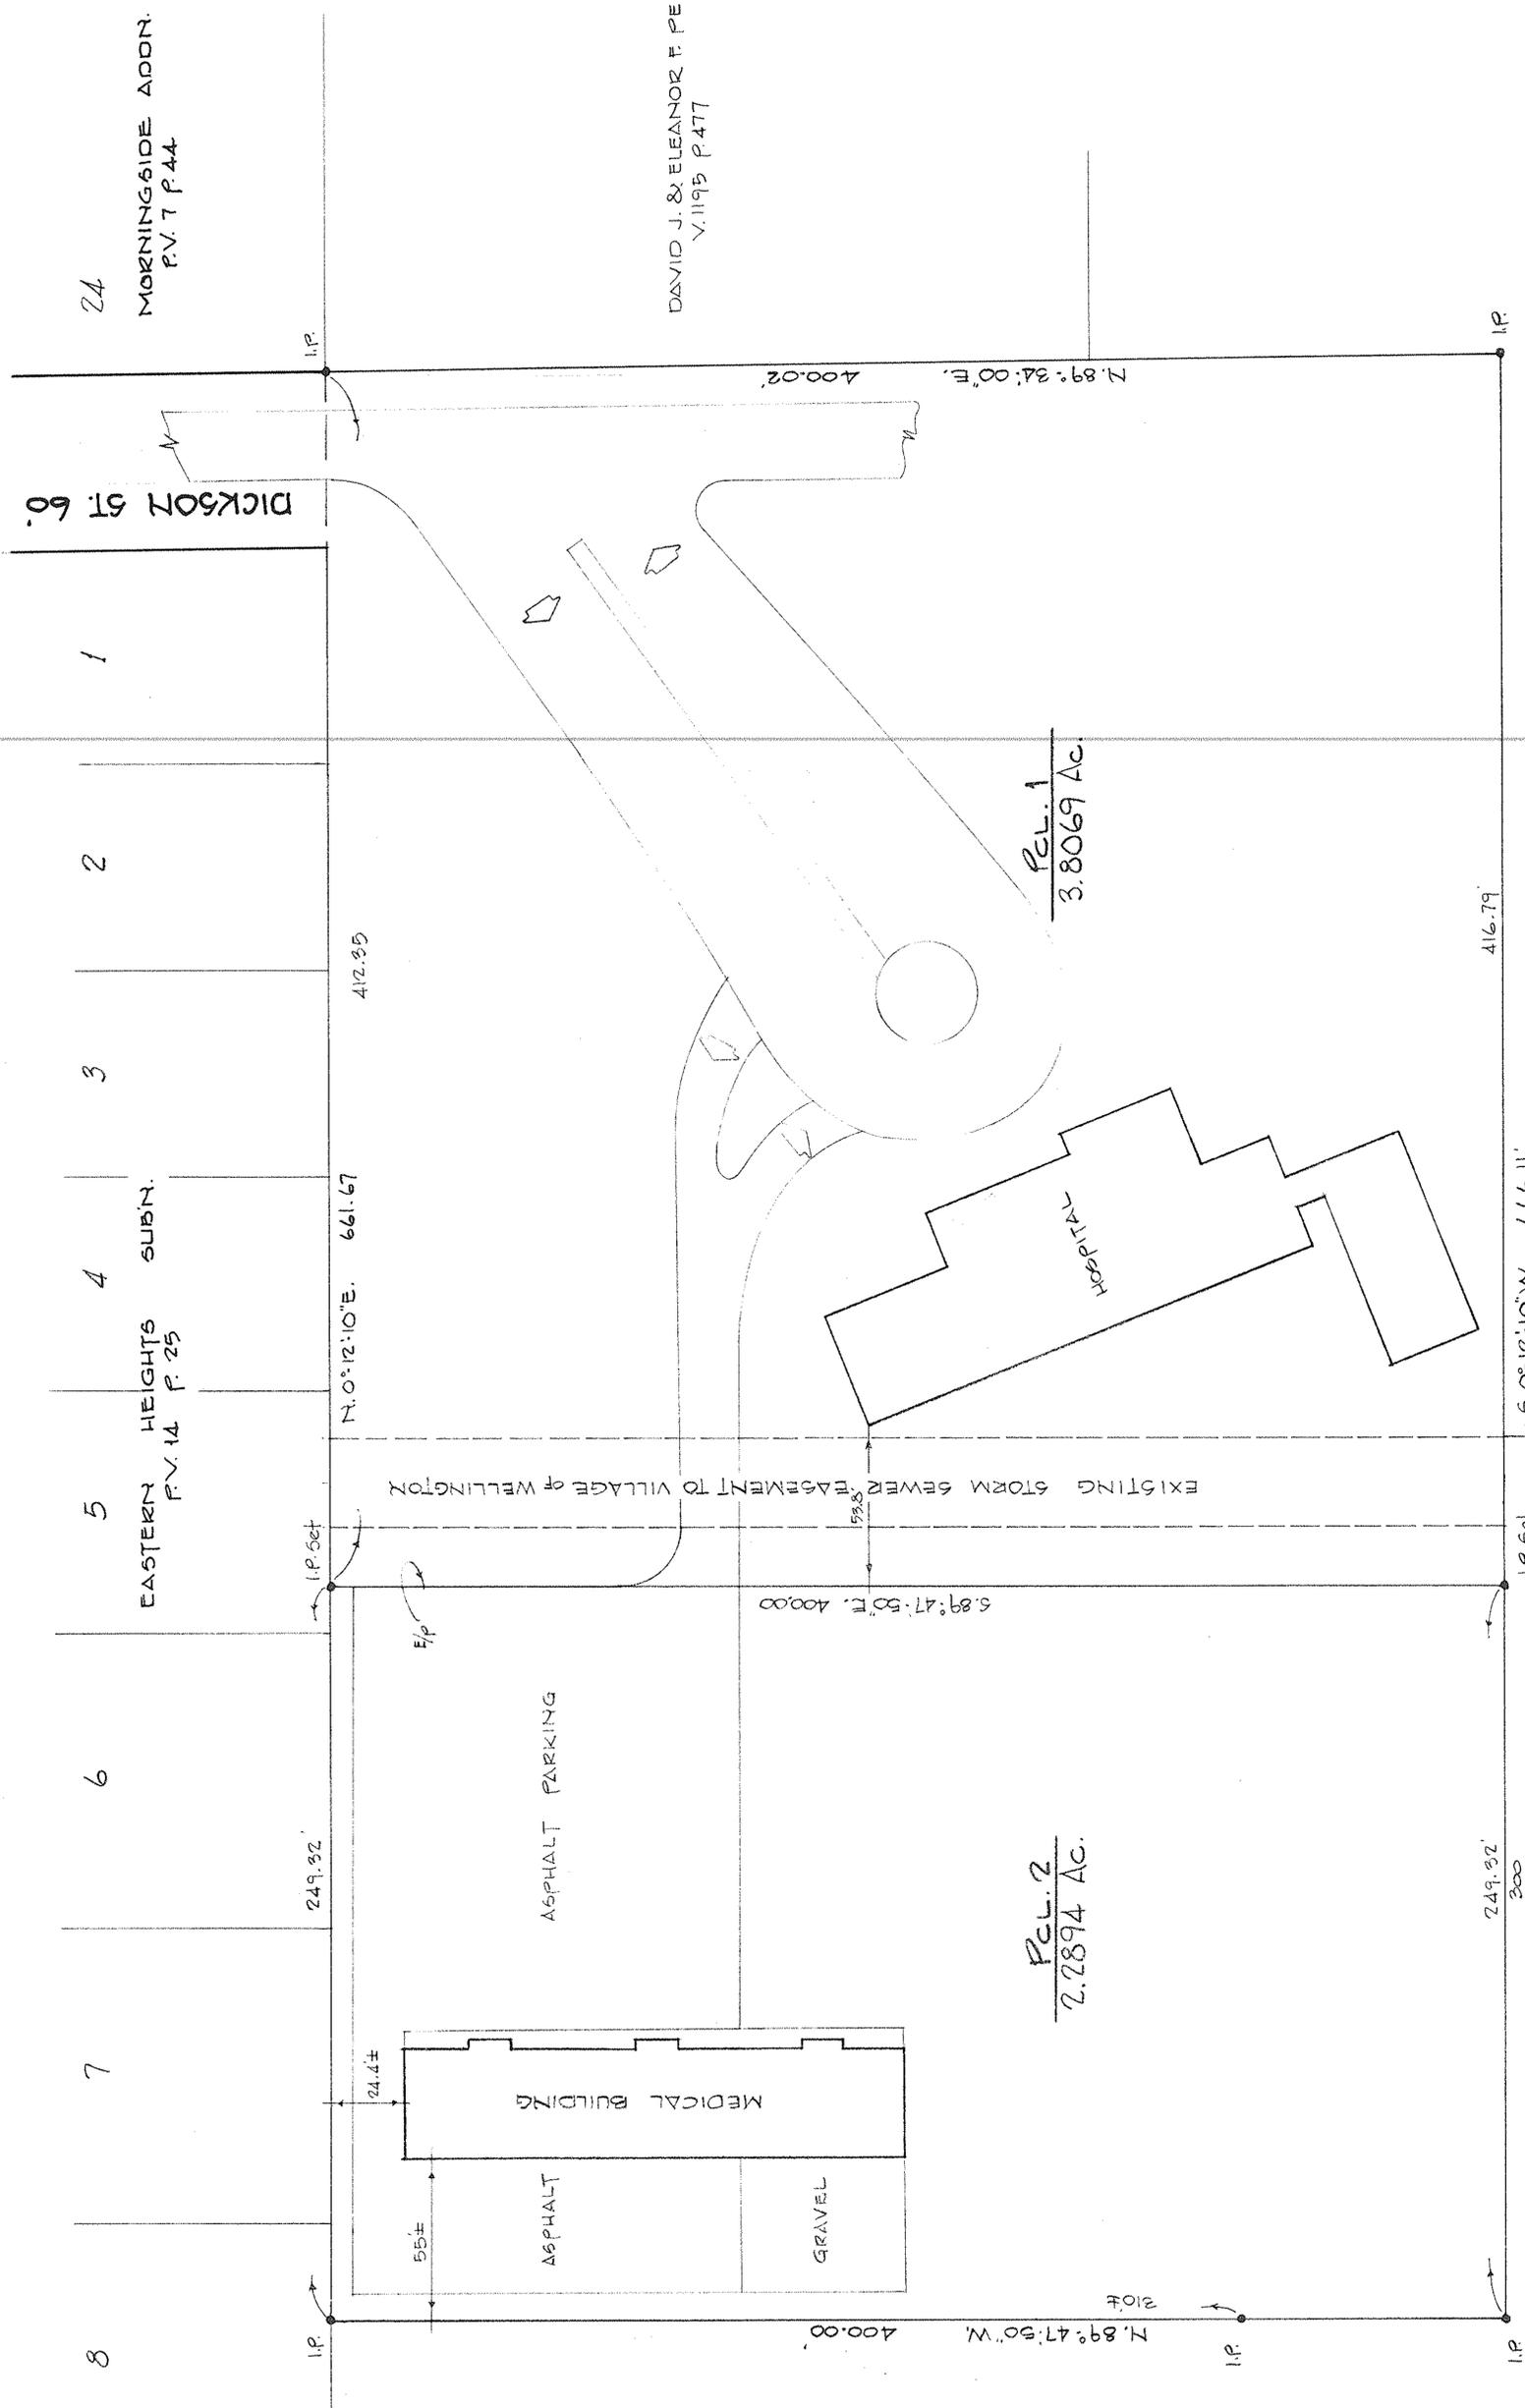 24
MORNINGSIDE ADDN.
P.V. 7 P.44
I.P.
DAVID J. & ELEANOR F. PE
V.1195 P.477
N.89°-34'-00"E. 400.02'
I.P.
DICKSON ST. 60'
1
2
3
4
5
6
7
8
EASTERN HEIGHTS SUB'N.
P.V. 14 P. 25
412.35
N.0°-12'-10"E. 661.67
I.P. Set
249.32'
I.P.
PCL. 1
3.8069 Ac.
416.79'
HOSPITAL
EXISTING STORM SEWER EASEMENT TO VILLAGE of WELLINGTON
53.8'
S.89°-47'-50"E. 400.00
E/P
ASPHALT PARKING
PCL. 2
2.2894 Ac.
249.32'
300
24.4'±
MEDICAL BUILDING
55'±
ASPHALT
GRAVEL
N.89°-47'-50"W. 400.00'
310'±
I.P.
I.P.